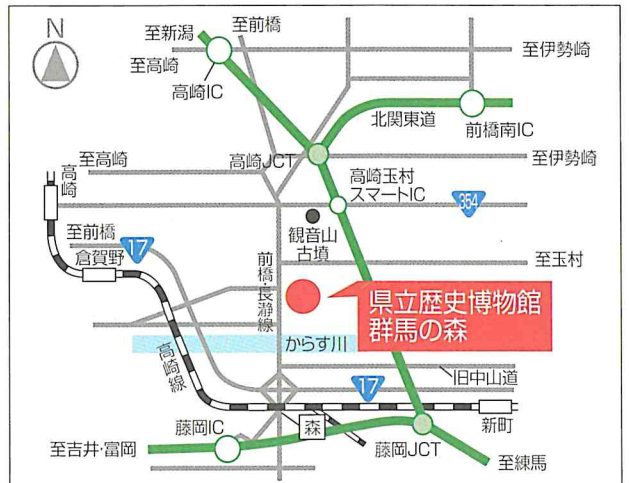 N
至新潟
至前橋
至高崎
至伊勢崎
高崎IC
北関東道
前橋南IC
至高崎
高崎JCT
至伊勢崎
高崎
高崎玉村
スマートIC
354
至前橋
17
倉賀野
観音山
古墳
前橋・長瀞線
至玉村
県立歴史博物館
群馬の森
からす川
高崎線
旧中山道
17
藤岡IC
森
新町
至吉井・富岡
藤岡JCT
至練馬